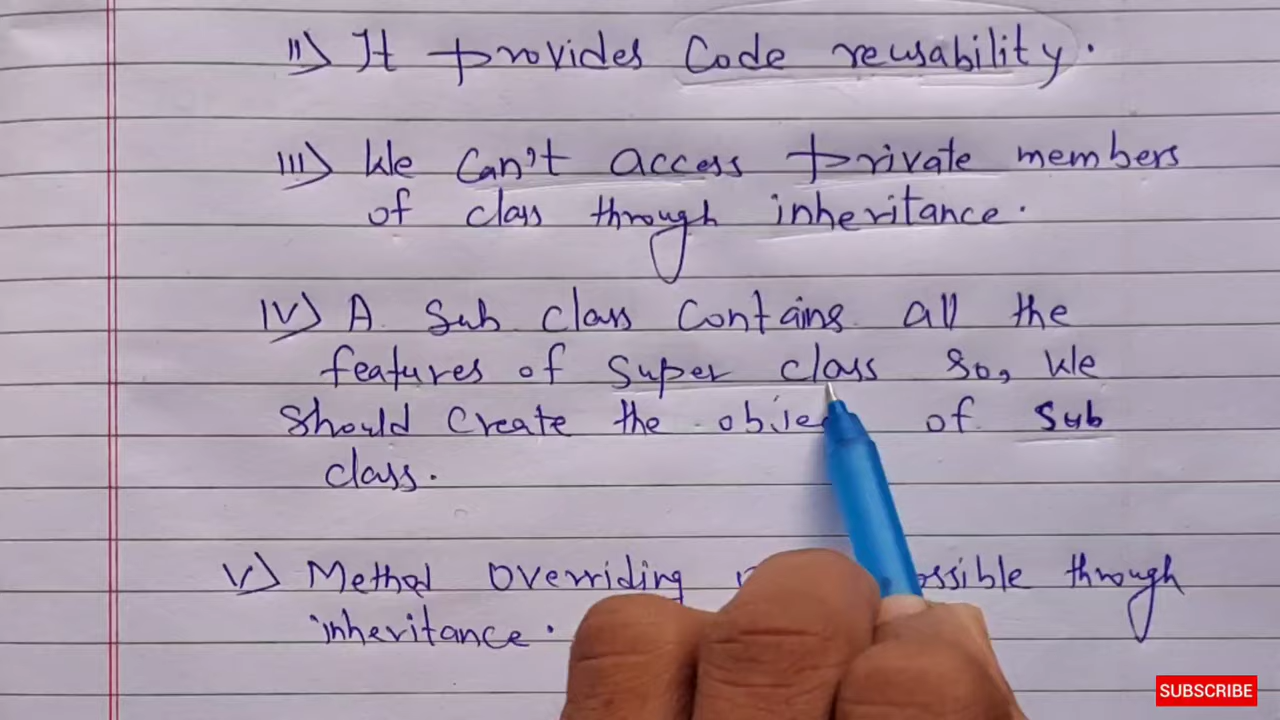 II) It provides Code reusability.
III) We can't access private members
of class through inheritance.
IV) A Sub class Contains all the
features of Super class So, We
should Create the of Sub
class.
V) Method Overriding through
inheritance.
SUBSCRIBE